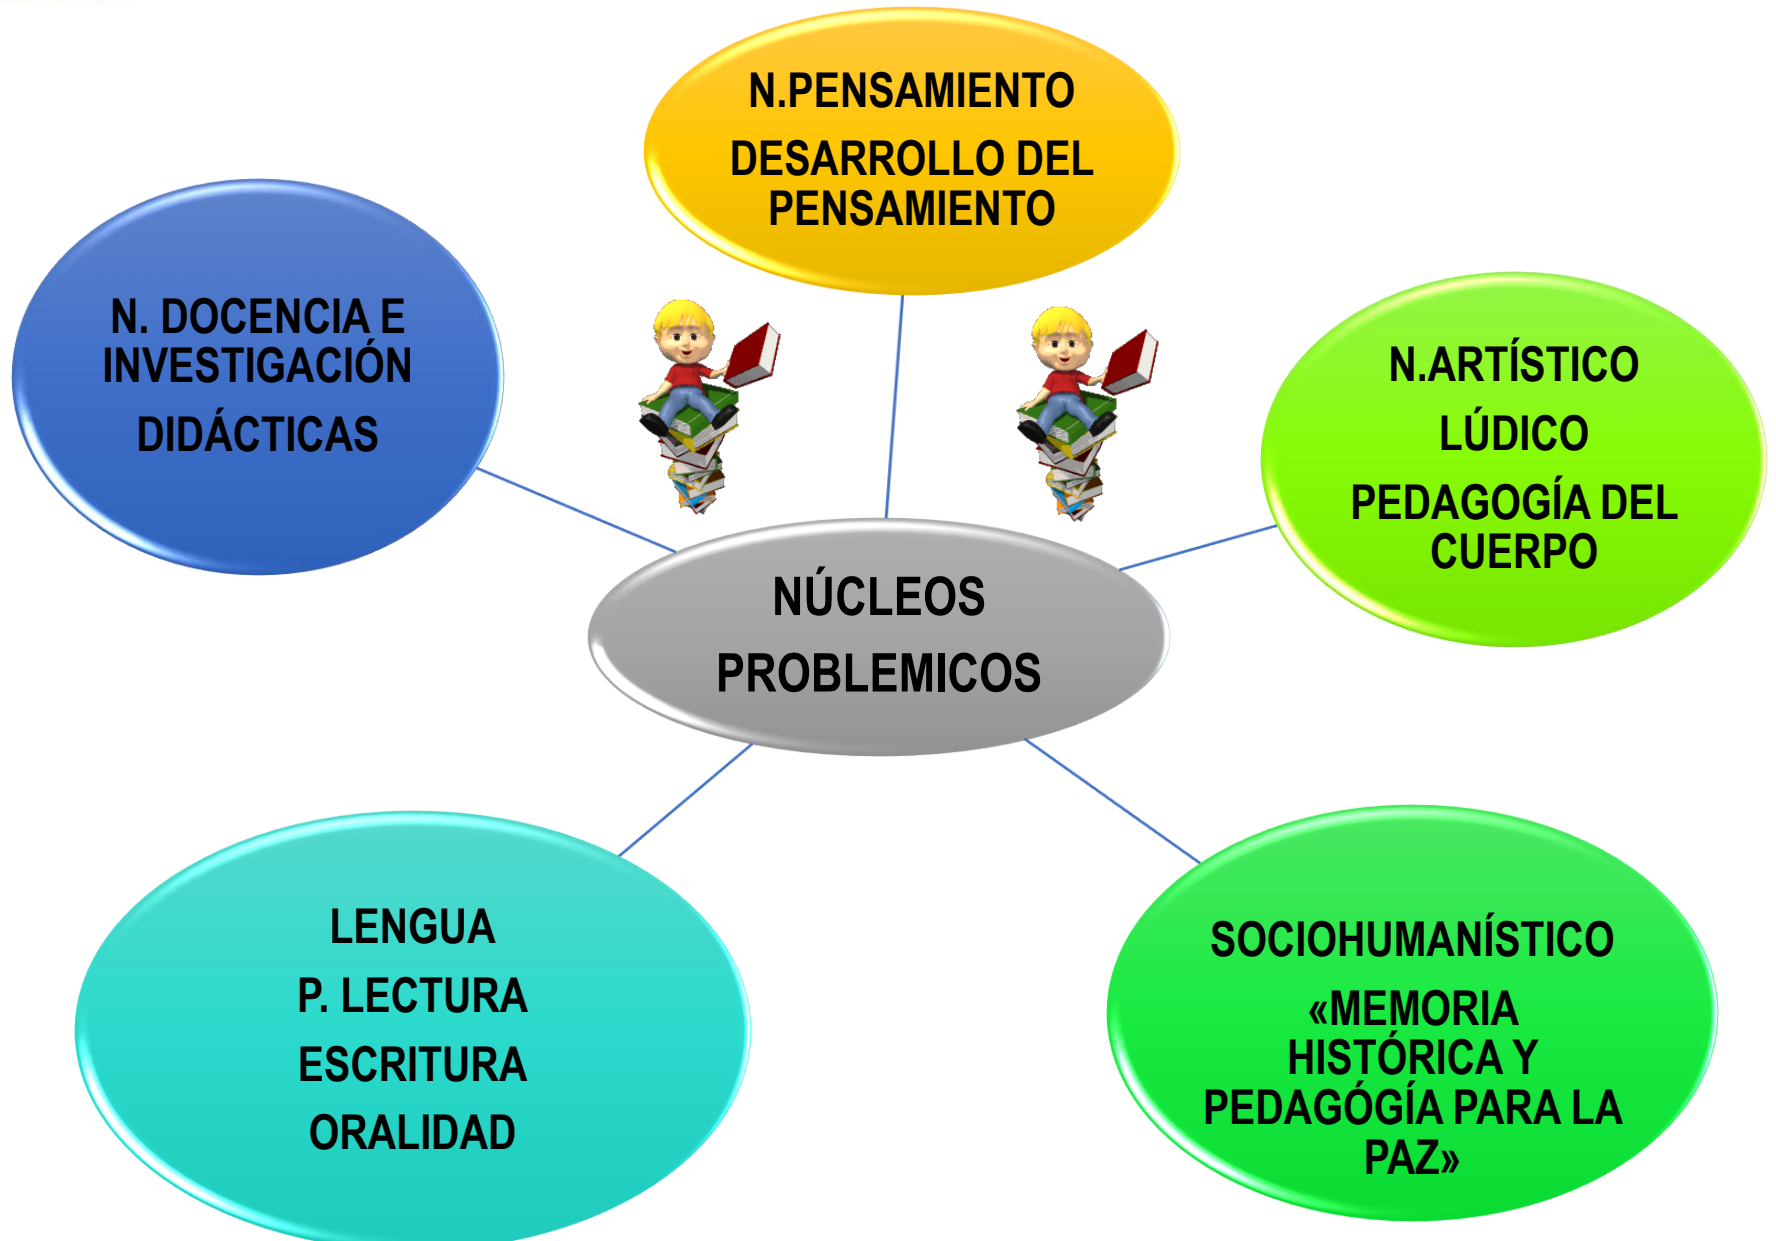 N.PENSAMIENTO
DESARROLLO DEL
PENSAMIENTO
N. DOCENCIA E
INVESTIGACIÓN
DIDÁCTICAS
N.ARTÍSTICO
LÚDICO
PEDAGOGÍA DEL
CUERPO
NÚCLEOS
PROBLEMICOS
LENGUA
P. LECTURA
ESCRITURA
ORALIDAD
SOCIOHUMANÍSTICO
«MEMORIA
HISTÓRICA Y
PEDAGÓGÍA PARA LA
PAZ»